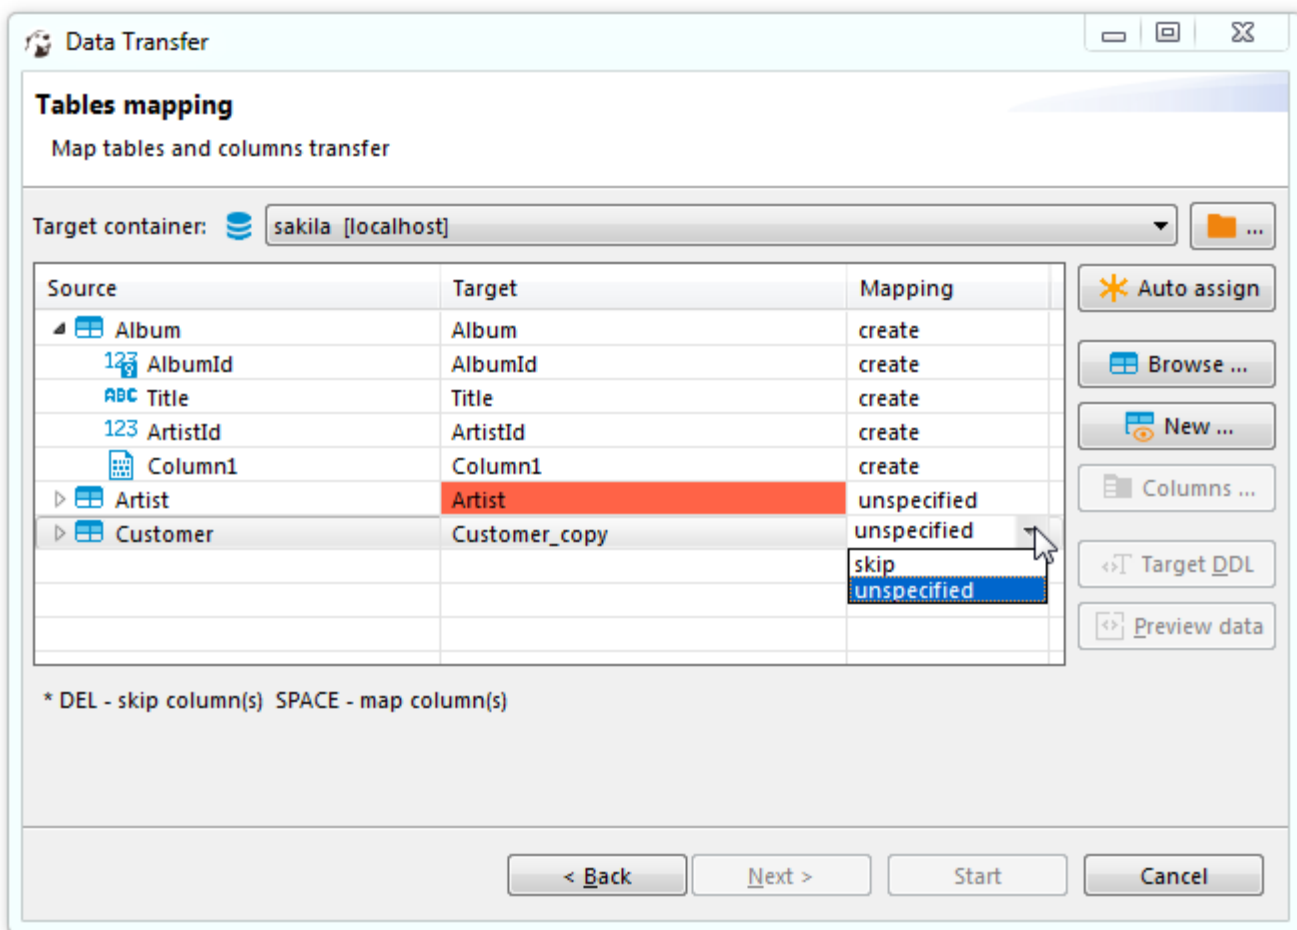 Data Transfer
Tables mapping
Map tables and columns transfer
Target container: sakila [localhost] ...
Source Target Mapping Auto assign
Album Album create
123 AlbumId AlbumId create Browse ...
ABC Title Title create
123 ArtistId ArtistId create New ...
Column1 Column1 create
Artist Artist unspecified Columns ...
Customer Customer_copy unspecified
skip Target DDL
unspecified
Preview data
* DEL - skip column(s) SPACE - map column(s)
< Back Next > Start Cancel